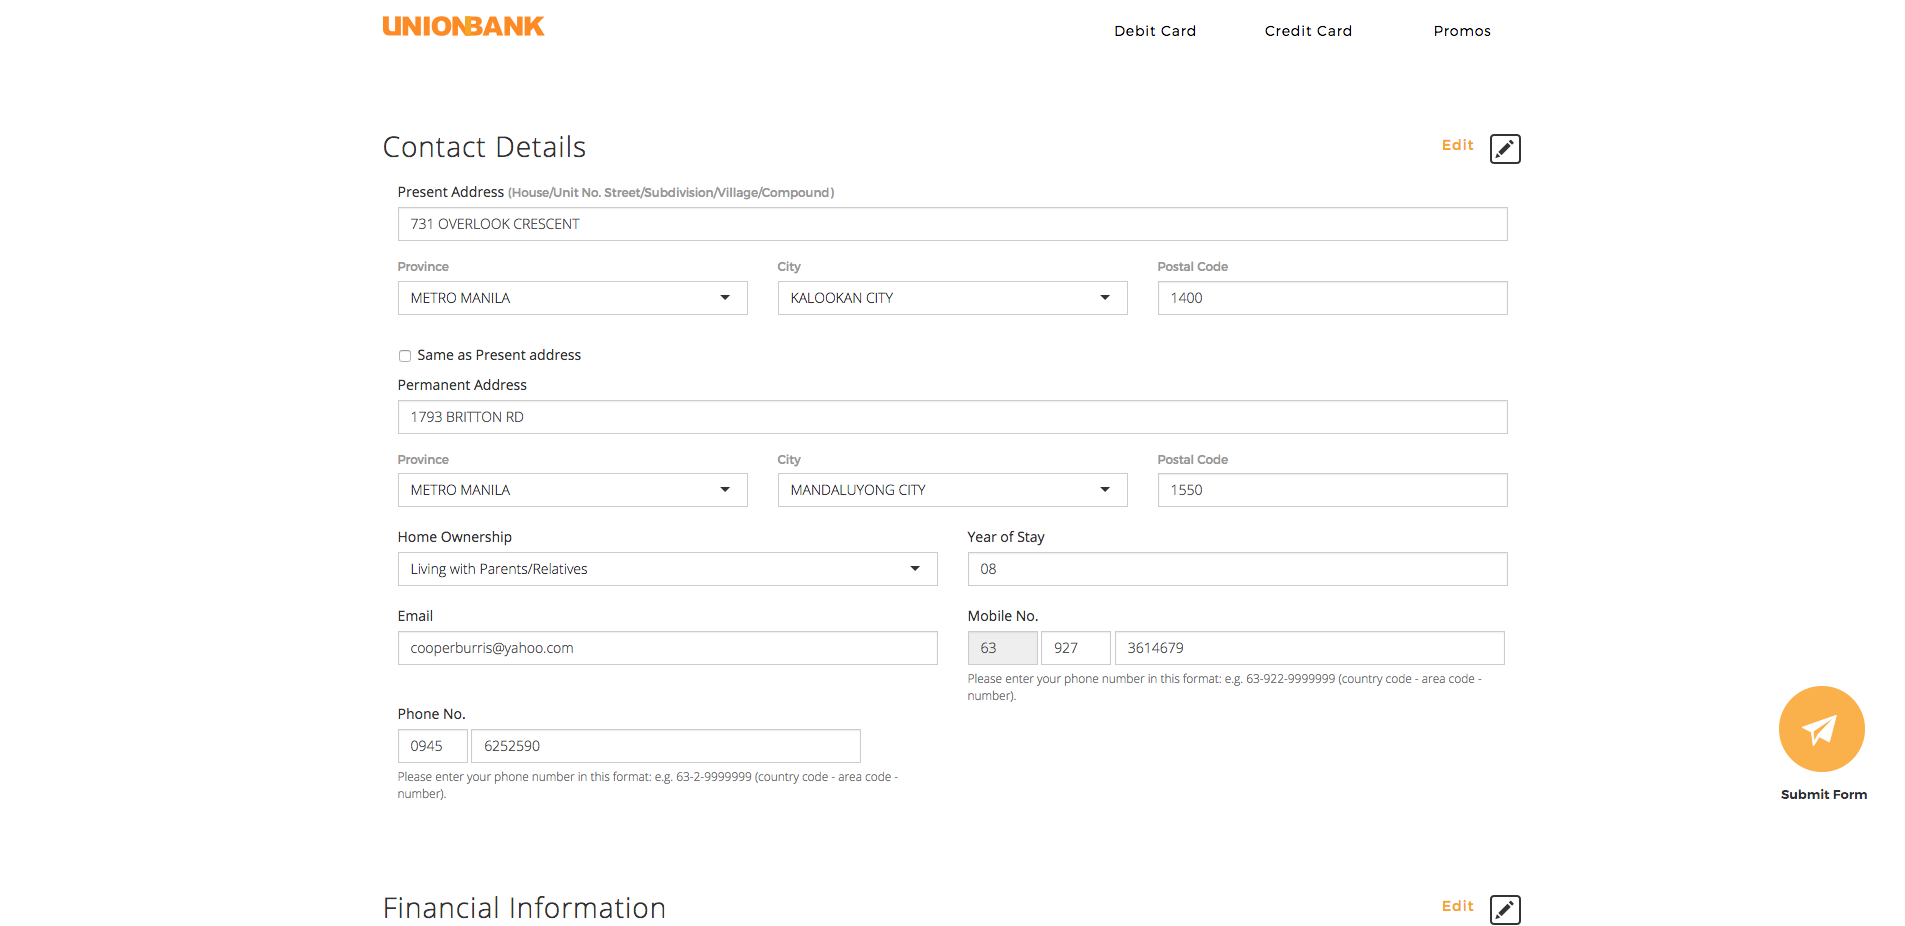 UNIONBANK
Debit Card
Credit Card
Promos
Contact Details
Edit
Present Address (House/Unit No. Street/Subdivision/Village/Compound)
731 OVERLOOK CRESCENT
Province
City
Postal Code
METRO MANILA
KALOOKAN CITY
1400
Same as Present address
Permanent Address
1793 BRITTON RD
Province
City
Postal Code
METRO MANILA
MANDALUYONG CITY
1550
Home Ownership
Year of Stay
Living with Parents/Relatives
08
Email
Mobile No.
cooperburris@yahoo.com
63
927
3614679
Please enter your phone number in this format: e.g. 63-922-9999999 (country code - area code -
number).
Phone No.
0945
6252590
Please enter your phone number in this format: e.g. 63-2-9999999 (country code - area code -
number).
Submit Form
Financial Information
Edit